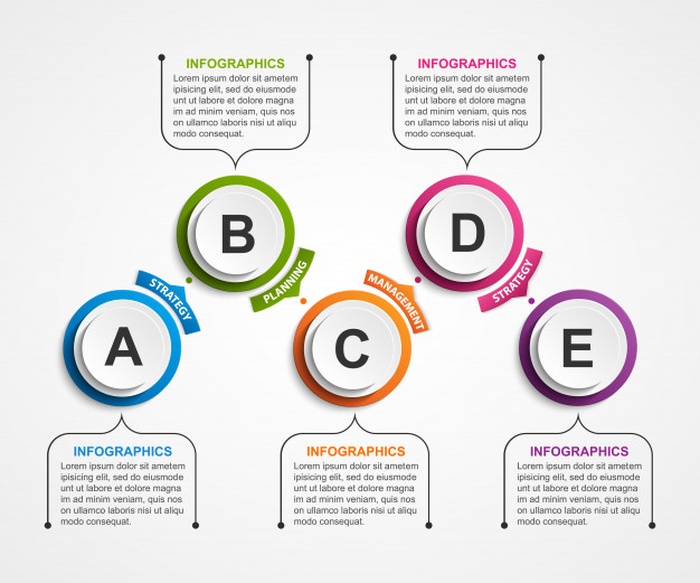 INFOGRAPHICS
Lorem ipsum dolor sit ametem
ipisicing elit, sed do eiusmod
unt ut labore et dolore magna
im ad minim veniam, quis nos
on ullamco laboris nisi ut aliqu
modo consequat.
INFOGRAPHICS
Lorem ipsum dolor sit ametem
ipisicing elit, sed do eiusmod
unt ut labore et dolore magna
im ad minim veniam, quis nos
on ullamco laboris nisi ut aliqu
modo consequat.
B
D
STRATEGY
PLANNING
MANAGEMENT
STRATEGY
A
C
E
INFOGRAPHICS
Lorem ipsum dolor sit ametem
ipisicing elit, sed do eiusmod
unt ut labore et dolore magna
im ad minim veniam, quis nos
on ullamco laboris nisi ut aliqu
modo consequat.
INFOGRAPHICS
Lorem ipsum dolor sit ametem
ipisicing elit, sed do eiusmod
unt ut labore et dolore magna
im ad minim veniam, quis nos
on ullamco laboris nisi ut aliqu
modo consequat.
INFOGRAPHICS
Lorem ipsum dolor sit ametem
ipisicing elit, sed do eiusmod
unt ut labore et dolore magna
im ad minim veniam, quis nos
on ullamco laboris nisi ut aliqu
modo consequat.